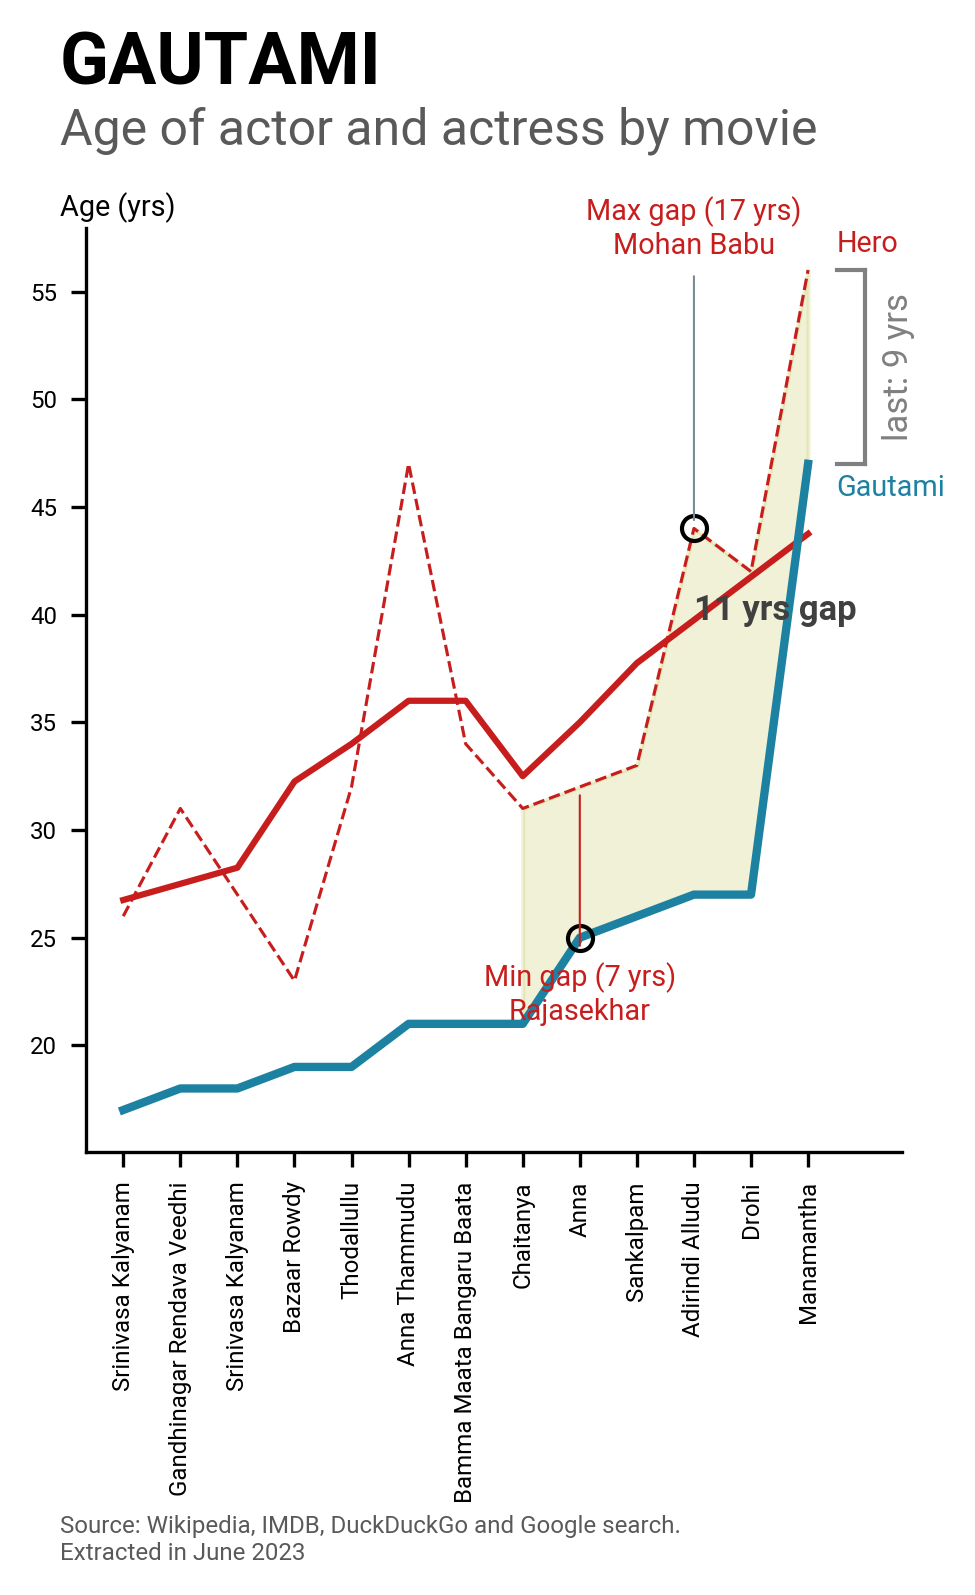 GAUTAMI
Age of actor and actress by movie
Age (yrs)
Max gap (17 yrs)
Mohan Babu
Hero
last: 9 yrs
Gautami
55
50
45
40
35
30
25
20
11 yrs gap
Min gap (7 yrs)
Rajasekhar
Srinivasa Kalyanam
Gandhinagar Rendava Veedhi
Srinivasa Kalyanam
Bazaar Rowdy
Thodallullu
Anna Thammudu
Bamma Maata Bangaru Baata
Chaitanya
Anna
Sankalpam
Adirindi Alludu
Drohi
Manamantha
Source: Wikipedia, IMDB, DuckDuckGo and Google search.
Extracted in June 2023